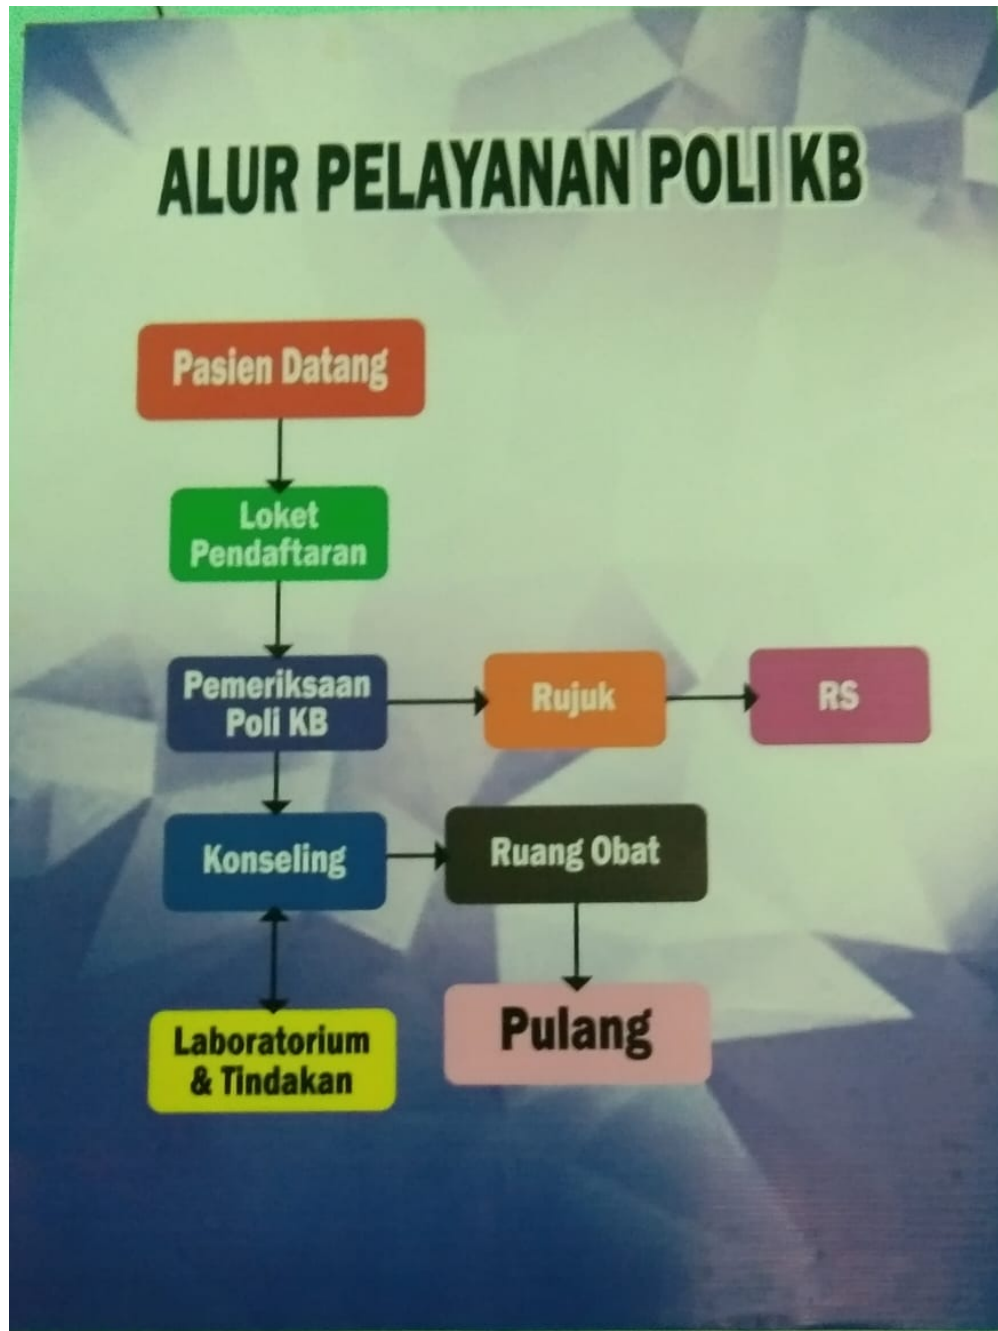 ALUR PELAYANAN POLI KB
Pasien Datang
Loket
Pendaftaran
Pemeriksaan
Poli KB
Rujuk
RS
Konseling
Ruang Obat
Laboratorium
& Tindakan
Pulang